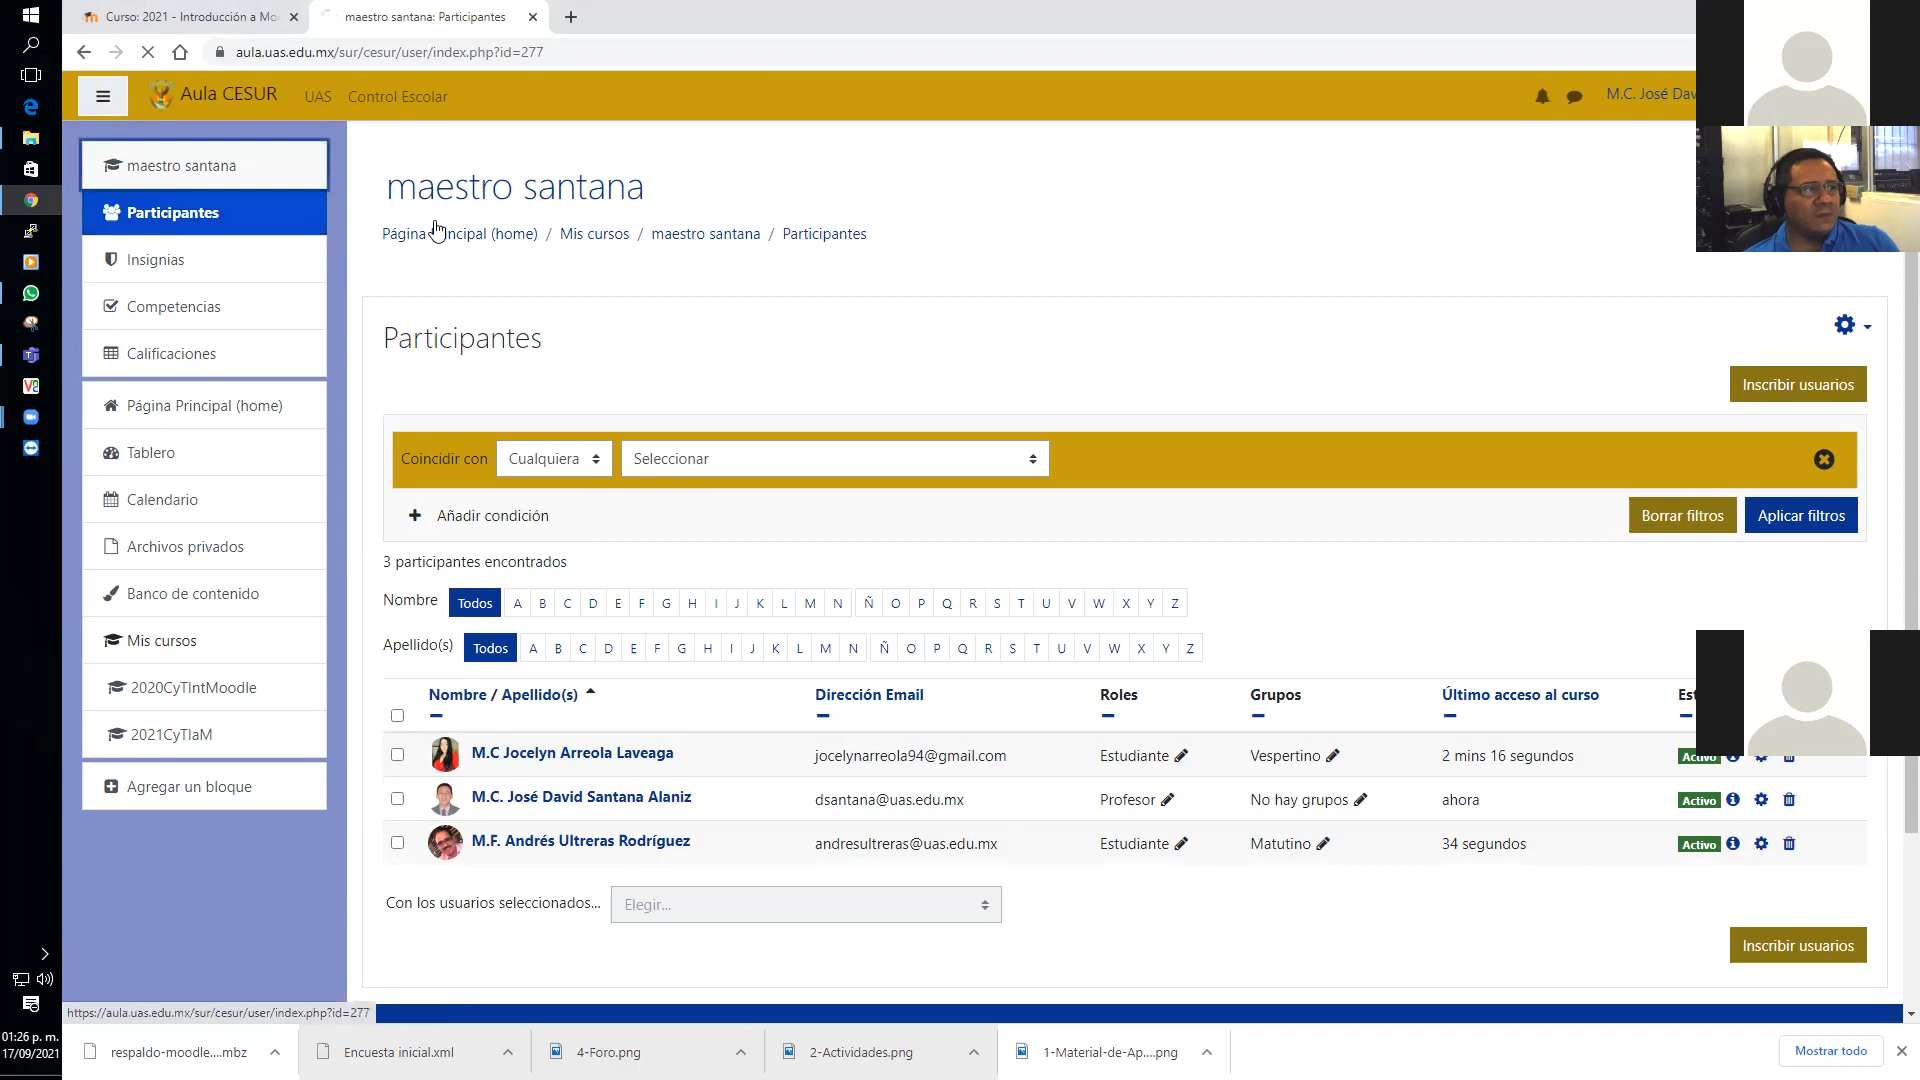 Curso: 2021 - Introducción a Mo
maestro santana: Participantes
aula.uas.edu.mx/sur/cesur/user/index.php?id=277
Aula CESUR
UAS
Control Escolar
M.C. José Dav
maestro santana
Participantes
Insignias
Competencias
Calificaciones
Página Principal (home)
Tablero
Calendario
Archivos privados
Banco de contenido
Mis cursos
2020CyTIntMoodle
2021CyTIaM
Agregar un bloque
maestro santana
Página ncipal (home) / Mis cursos / maestro santana / Participantes
Participantes
Inscribir usuarios
Coincidir con Cualquiera Seleccionar
Añadir condición
Borrar filtros
Aplicar filtros
3 participantes encontrados
Nombre Todos A B C D E F G H I J K L M N Ñ O P Q R S T U V W X Y Z
Apellido(s) Todos A B C D E F G H I J K L M N Ñ O P Q R S T U V W X Y Z
Nombre / Apellido(s) Dirección Email Roles Grupos Último acceso al curso Est
M.C Jocelyn Arreola Laveaga jocelynarreola94@gmail.com Estudiante Vespertino 2 mins 16 segundos Activo
M.C. José David Santana Alaniz dsantana@uas.edu.mx Profesor No hay grupos ahora Activo
M.F. Andrés Ultreras Rodríguez andresultreras@uas.edu.mx Estudiante Matutino 34 segundos Activo
Con los usuarios seleccionados... Elegir...
Inscribir usuarios
https://aula.uas.edu.mx/sur/cesur/user/index.php?id=277
01:26 p. m.
17/09/2021
respaldo-moodle....mbz
Encuesta inicial.xml
4-Foro.png
2-Actividades.png
1-Material-de-Ap....png
Mostrar todo